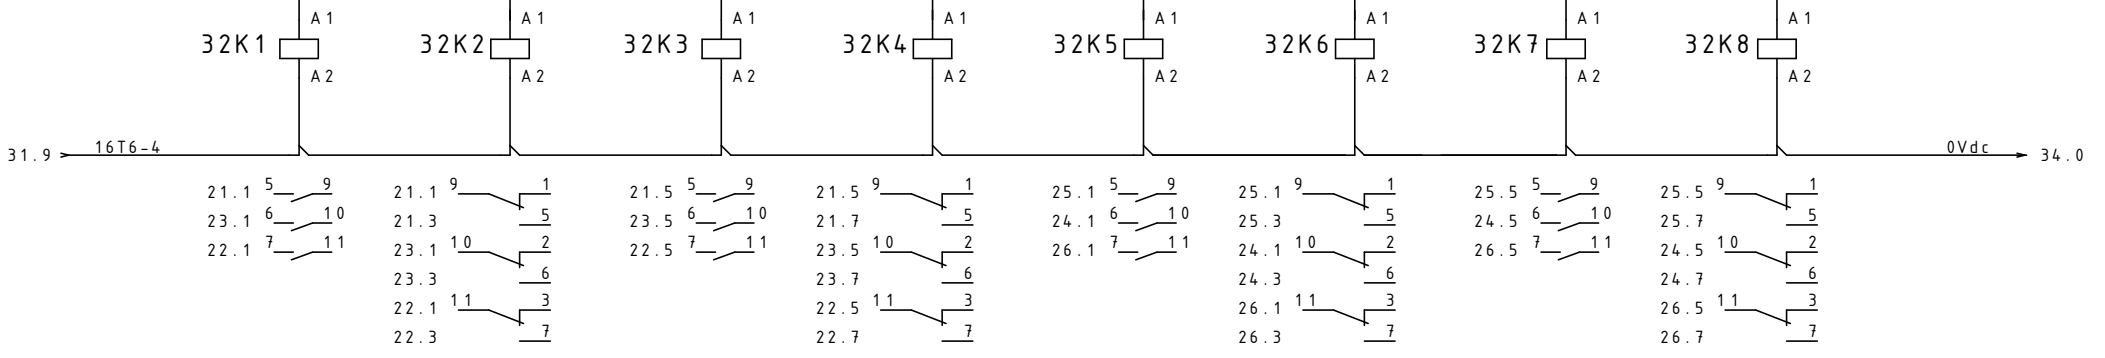 A1 A1 A1 A1 A1 A1 A1 A1
32K1 32K2 32K3 32K4 32K5 32K6 32K7 32K8
A2 A2 A2 A2 A2 A2 A2 A2
31.9 16T6-4 0Vdc 34.0
21.1 5 9 21.1 9 1 21.5 5 9 21.5 9 1 25.1 5 9 25.1 9 1 25.5 5 9 25.5 9 1
23.1 6 10 21.3 5 23.5 6 10 21.7 5 24.1 6 10 25.3 5 24.5 6 10 25.7 5
22.1 7 11 23.1 10 2 22.5 7 11 23.5 10 2 26.1 7 11 24.1 10 2 26.5 7 11 24.5 10 2
23.3 6 23.7 6 24.3 6 24.7 6
22.1 11 3 22.5 11 3 26.1 11 3 26.5 11 3
22.3 7 22.7 7 26.3 7 26.7 7